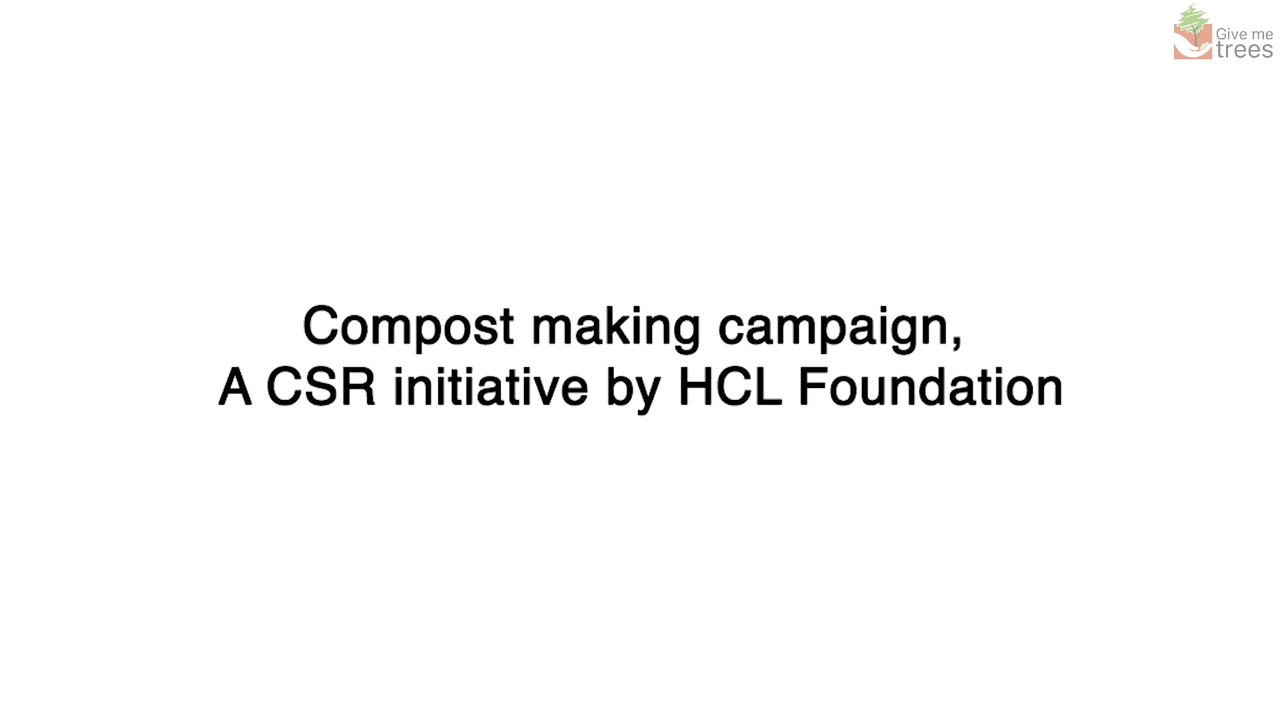 Give me
trees
Compost making campaign,
A CSR initiative by HCL Foundation